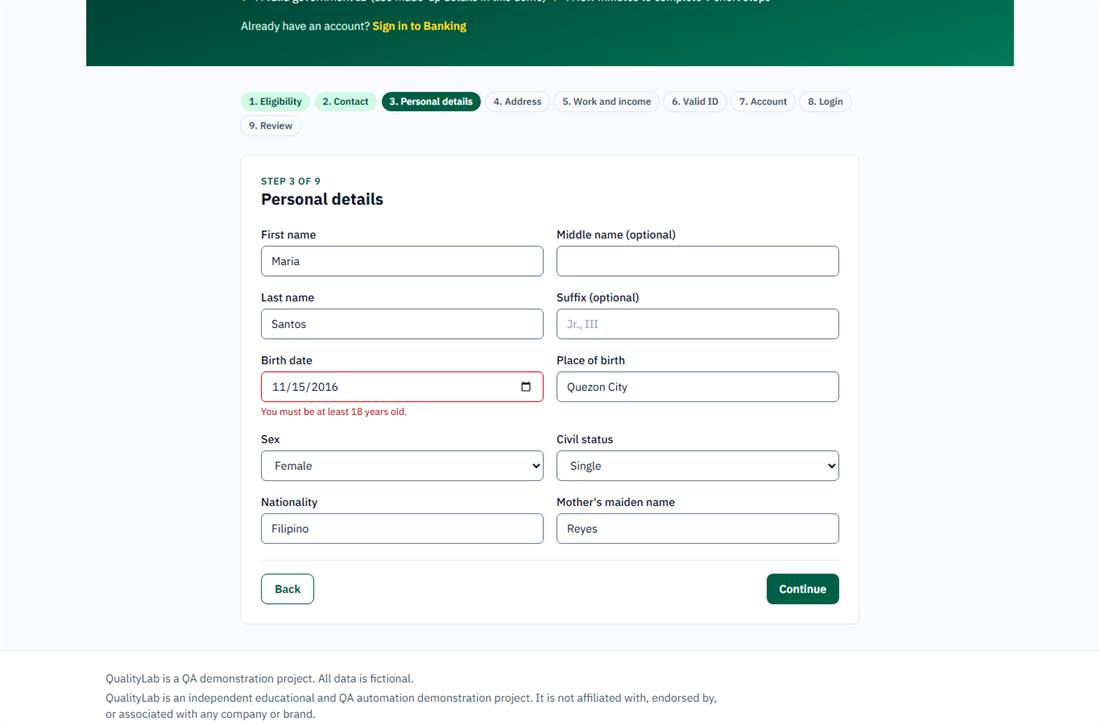 Already have an account? Sign in to Banking
1. Eligibility 2. Contact 3. Personal details 4. Address 5. Work and income 6. Valid ID 7. Account 8. Login
9. Review
STEP 3 OF 9
Personal details
First name Middle name (optional)
Maria
Last name Suffix (optional)
Santos Jr., III
Birth date Place of birth
11/15/2016 Quezon City
You must be at least 18 years old.
Sex Civil status
Female Single
Nationality Mother's maiden name
Filipino Reyes
Back Continue
QualityLab is a QA demonstration project. All data is fictional.
QualityLab is an independent educational and QA automation demonstration project. It is not affiliated with, endorsed by,
or associated with any company or brand.